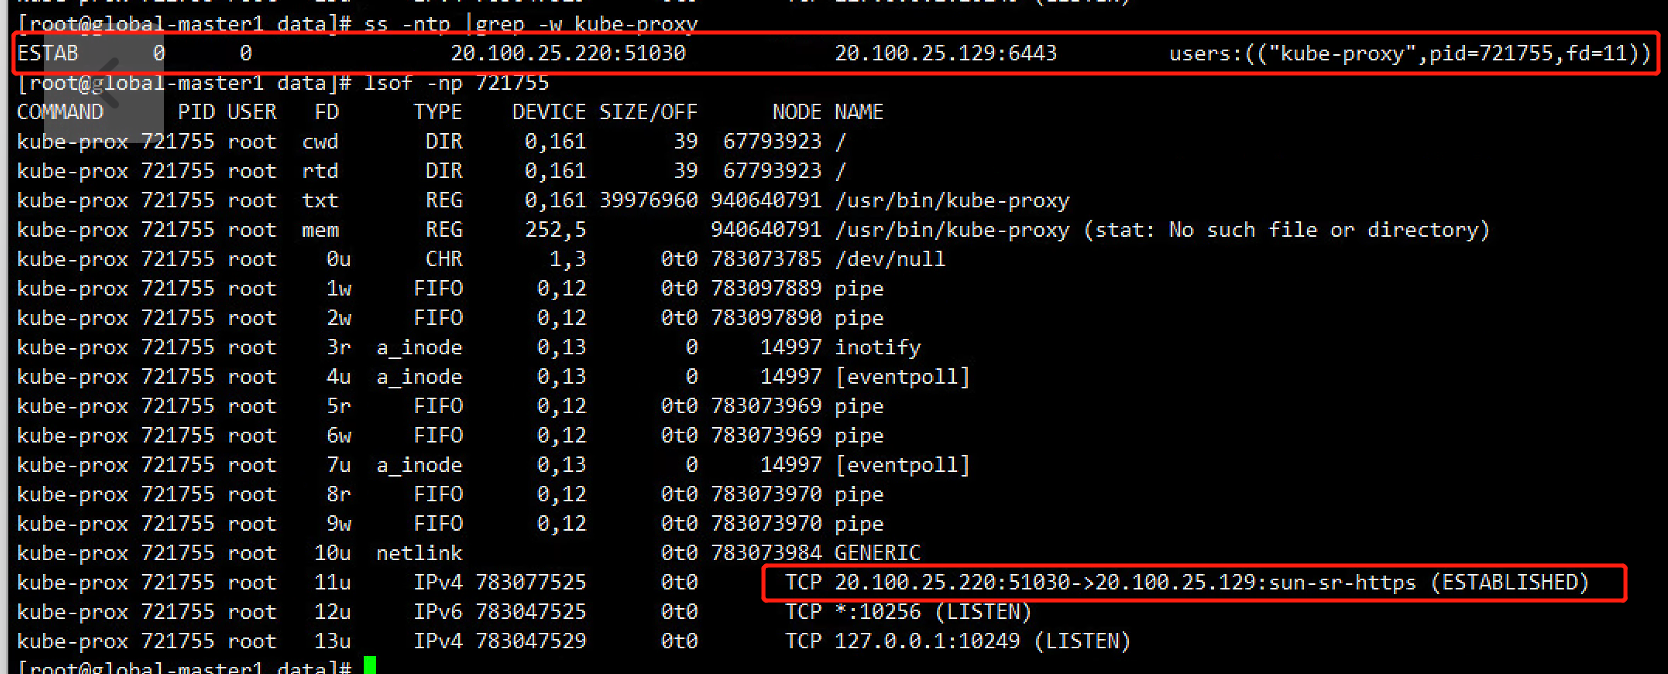 [root@global-master1 data]# ss -ntp |grep -w kube-proxy
ESTAB 0 0 20.100.25.220:51030 20.100.25.129:6443 users:(("kube-proxy",pid=721755,fd=11))
[root@global-master1 data]# lsof -np 721755
COMMAND PID USER FD TYPE DEVICE SIZE/OFF NODE NAME
kube-prox 721755 root cwd DIR 0,161 39 67793923 /
kube-prox 721755 root rtd DIR 0,161 39 67793923 /
kube-prox 721755 root txt REG 0,161 39976960 940640791 /usr/bin/kube-proxy
kube-prox 721755 root mem REG 252,5 940640791 /usr/bin/kube-proxy (stat: No such file or directory)
kube-prox 721755 root 0u CHR 1,3 0t0 783073785 /dev/null
kube-prox 721755 root 1w FIFO 0,12 0t0 783097889 pipe
kube-prox 721755 root 2w FIFO 0,12 0t0 783097890 pipe
kube-prox 721755 root 3r a_inode 0,13 0 14997 inotify
kube-prox 721755 root 4u a_inode 0,13 0 14997 [eventpoll]
kube-prox 721755 root 5r FIFO 0,12 0t0 783073969 pipe
kube-prox 721755 root 6w FIFO 0,12 0t0 783073969 pipe
kube-prox 721755 root 7u a_inode 0,13 0 14997 [eventpoll]
kube-prox 721755 root 8r FIFO 0,12 0t0 783073970 pipe
kube-prox 721755 root 9w FIFO 0,12 0t0 783073970 pipe
kube-prox 721755 root 10u netlink 0t0 783073984 GENERIC
kube-prox 721755 root 11u IPv4 783077525 0t0 TCP 20.100.25.220:51030->20.100.25.129:sun-sr-https (ESTABLISHED)
kube-prox 721755 root 12u IPv6 783047525 0t0 TCP *:10256 (LISTEN)
kube-prox 721755 root 13u IPv4 783047529 0t0 TCP 127.0.0.1:10249 (LISTEN)
[root@global-master1 data]#